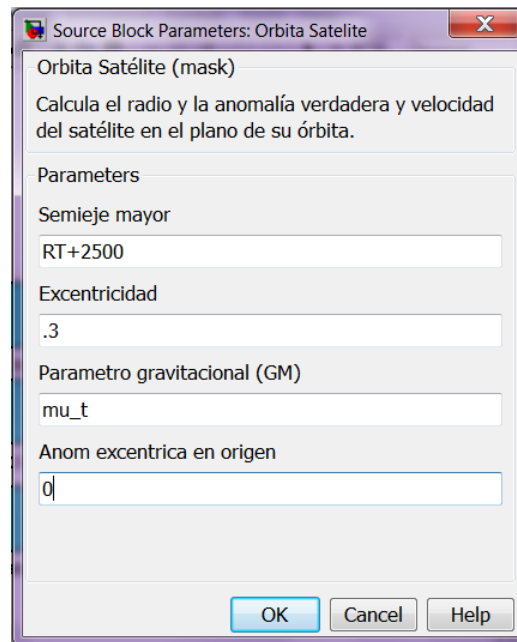 Source Block Parameters: Orbita Satelite
Orbita Satélite (mask)
Calcula el radio y la anomalía verdadera y velocidad
del satélite en el plano de su órbita.
Parameters
Semieje mayor
RT+2500
Excentricidad
.3
Parametro gravitacional (GM)
mu_t
Anom excentrica en origen
0
OK Cancel Help